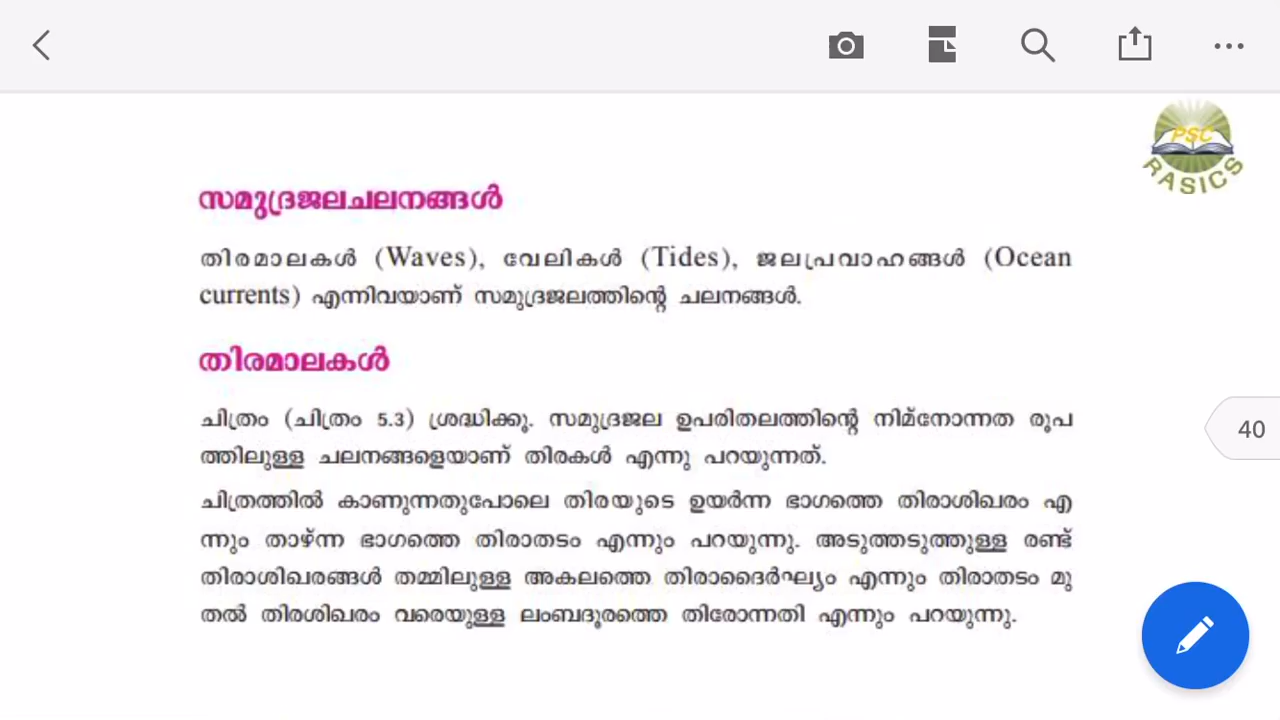 PSC
RASICS
സമുദ്രജലചലനങ്ങൾ
തിരമാലകൾ (Waves), വേലികൾ (Tides), ജലപ്രവാഹങ്ങൾ (Ocean
currents) എന്നിവയാണ് സമുദ്രജലത്തിന്റെ ചലനങ്ങൾ.
തിരമാലകൾ
ചിത്രം (ചിത്രം 5.3) ശ്രദ്ധിക്കൂ. സമുദ്രജല ഉപരിതലത്തിന്റെ നിമ്നോന്നത രൂപ
ത്തിലുള്ള ചലനങ്ങളെയാണ് തിരകൾ എന്നു പറയുന്നത്.
ചിത്രത്തിൽ കാണുന്നതുപോലെ തിരയുടെ ഉയർന്ന ഭാഗത്തെ തിരാശിഖരം എ
ന്നും താഴ്ന്ന ഭാഗത്തെ തിരാതടം എന്നും പറയുന്നു. അടുത്തടുത്തുള്ള രണ്ട്
തിരാശിഖരങ്ങൾ തമ്മിലുള്ള അകലത്തെ തിരാദൈർഘ്യം എന്നും തിരാതടം മു
തൽ തിരശിഖരം വരെയുള്ള ലംബദൂരത്തെ തിരോന്നതി എന്നും പറയുന്നു.
40